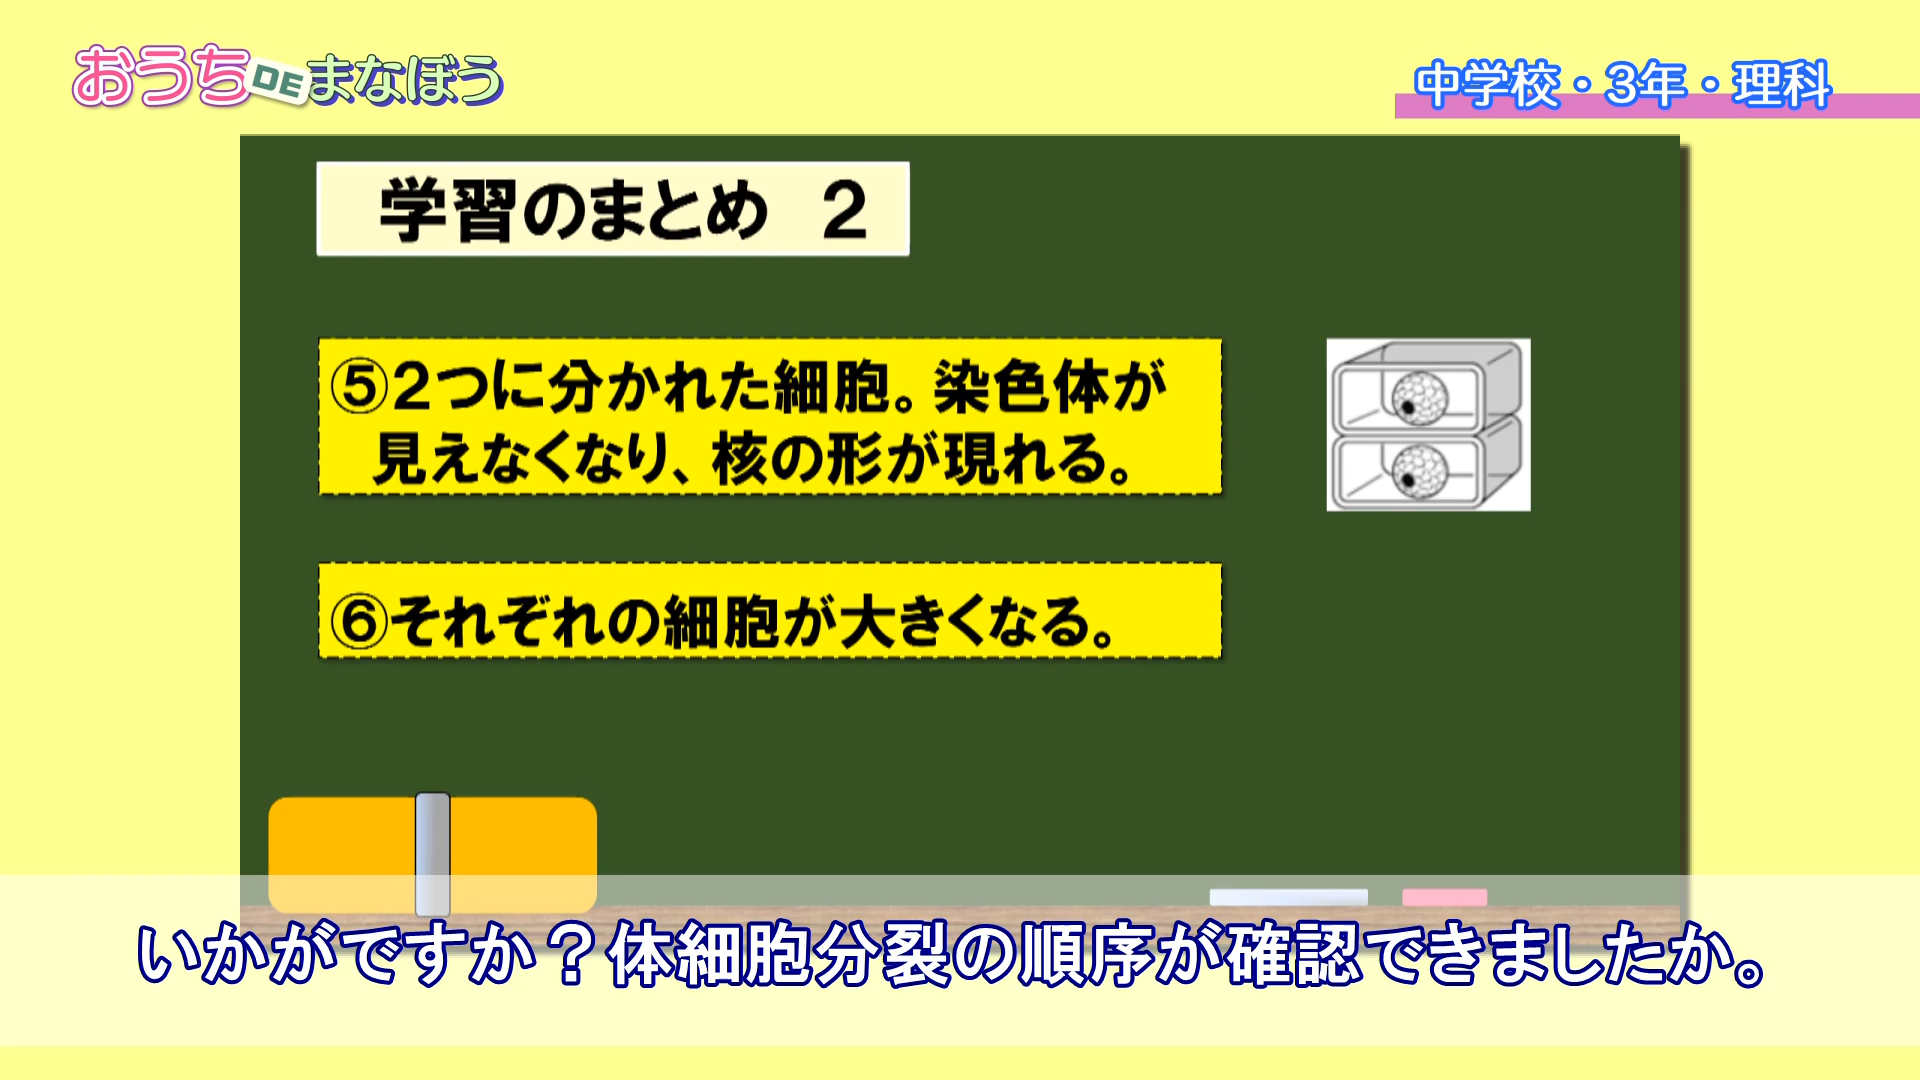 おうちDEまなぼう
中学校・3年・理科
学習のまとめ　２
⑤２つに分かれた細胞。染色体が
見えなくなり、核の形が現れる。
⑥それぞれの細胞が大きくなる。
いかがですか？体細胞分裂の順序が確認できましたか。